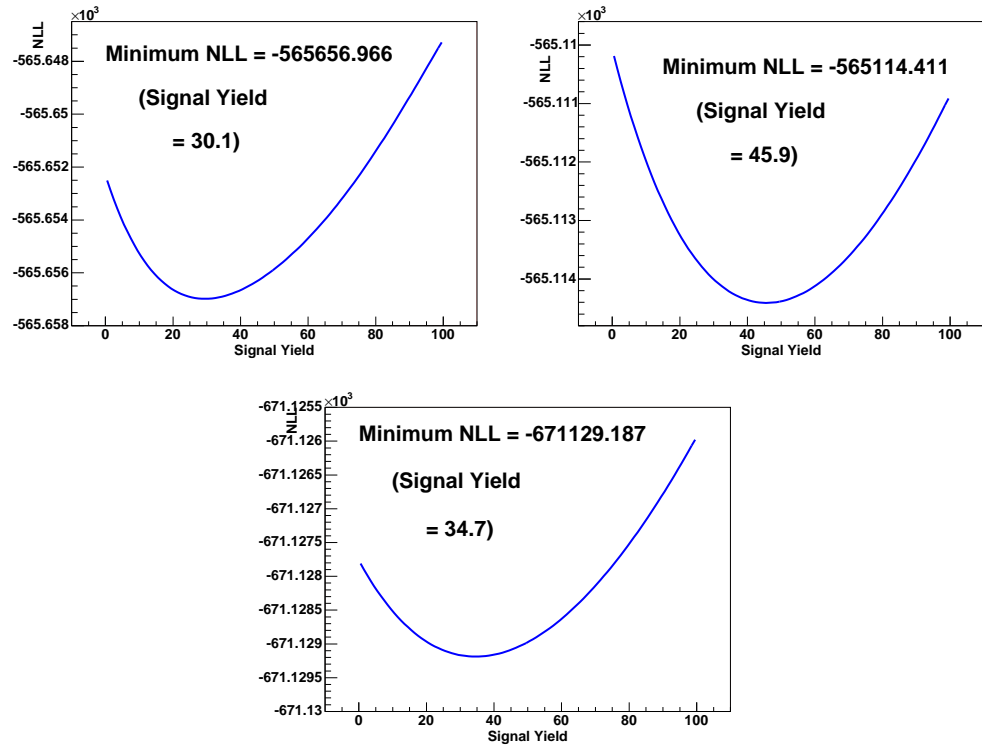 ×10³
NLL
-565.648
-565.65
-565.652
-565.654
-565.656
-565.658
Minimum NLL = -565656.966
(Signal Yield
= 30.1)
0 20 40 60 80 100
Signal Yield
×10³
NLL
-565.11
-565.111
-565.112
-565.113
-565.114
Minimum NLL = -565114.411
(Signal Yield
= 45.9)
0 20 40 60 80 100
Signal Yield
×10³
NLL
-671.1255
-671.126
-671.1265
-671.127
-671.1275
-671.128
-671.1285
-671.129
-671.1295
-671.13
Minimum NLL = -671129.187
(Signal Yield
= 34.7)
0 20 40 60 80 100
Signal Yield